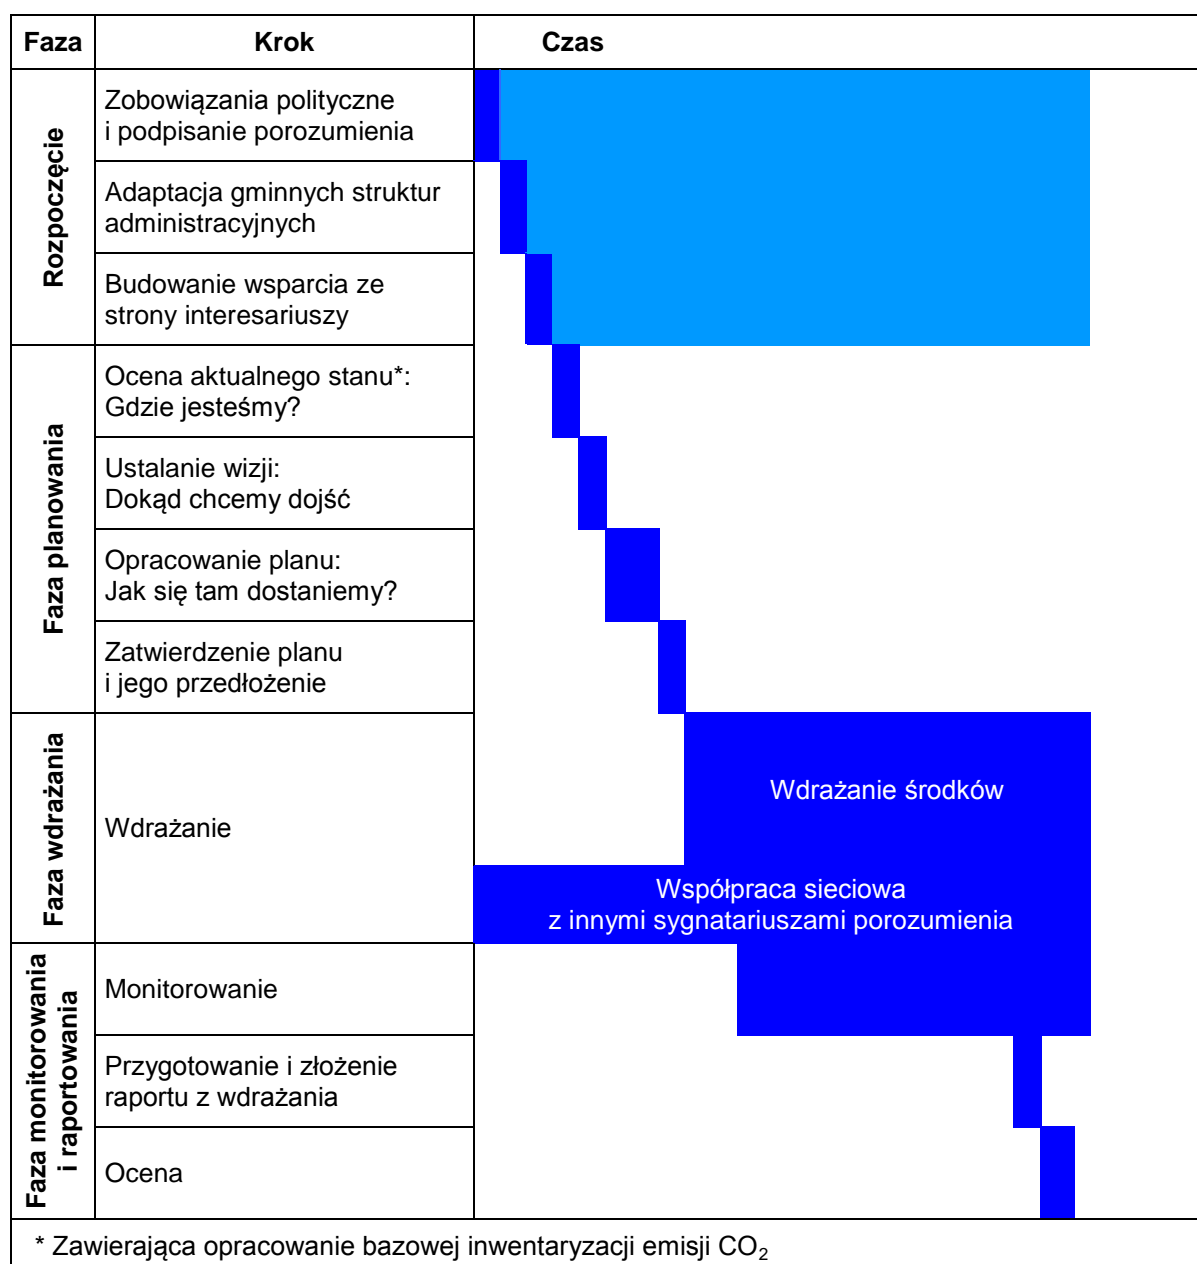 Faza
Krok
Czas
Rozpoczęcie
Zobowiązania polityczne
i podpisanie porozumienia
Adaptacja gminnych struktur
administracyjnych
Budowanie wsparcia ze
strony interesariuszy
Faza planowania
Ocena aktualnego stanu*:
Gdzie jesteśmy?
Ustalanie wizji:
Dokąd chcemy dojść
Opracowanie planu:
Jak się tam dostaniemy?
Zatwierdzenie planu
i jego przedłożenie
Faza wdrażania
Wdrażanie
Wdrażanie środków
Współpraca sieciowa
z innymi sygnatariuszami porozumienia
Faza monitorowania
i raportowania
Monitorowanie
Przygotowanie i złożenie
raportu z wdrażania
Ocena
* Zawierająca opracowanie bazowej inwentaryzacji emisji CO₂